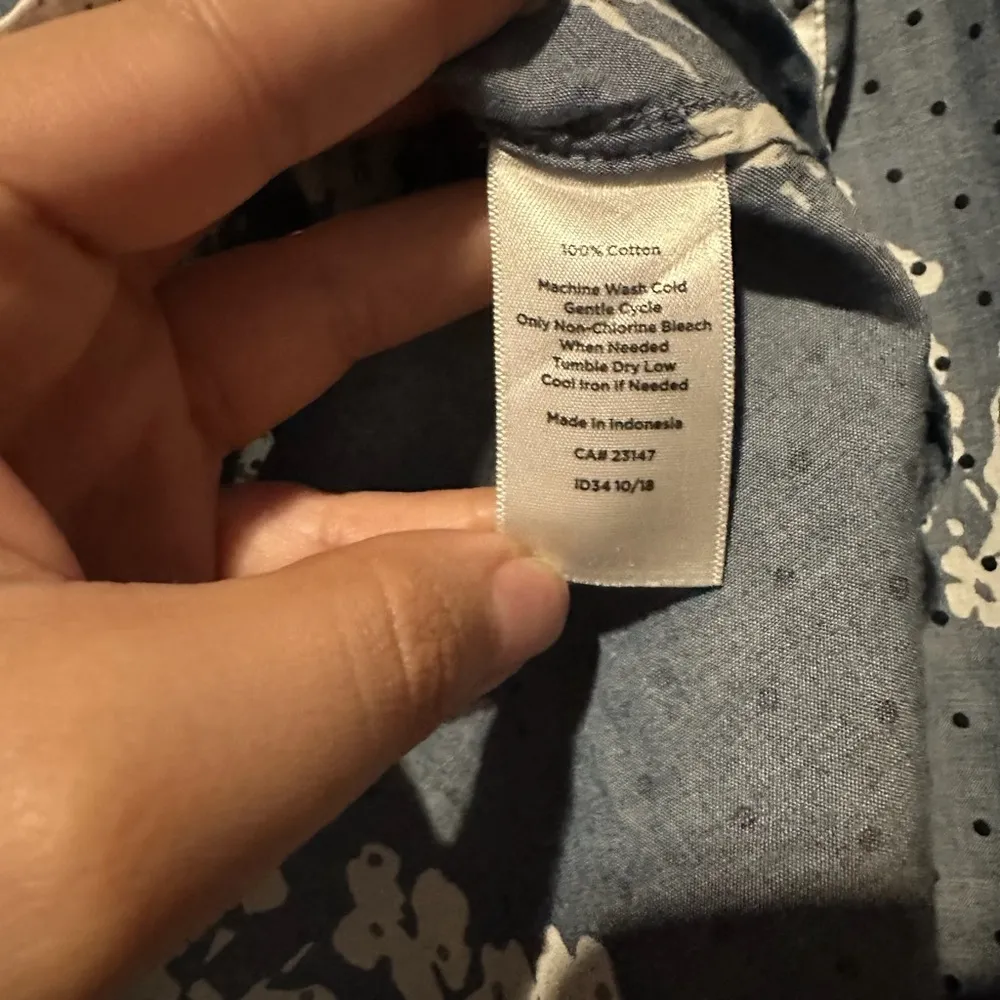 100% Cotton
Machine Wash Cold
Gentle Cycle
Only Non-Chlorine Bleach
When Needed
Tumble Dry Low
Cool Iron if Needed
Made in Indonesia
CA# 23147
ID34 10/18